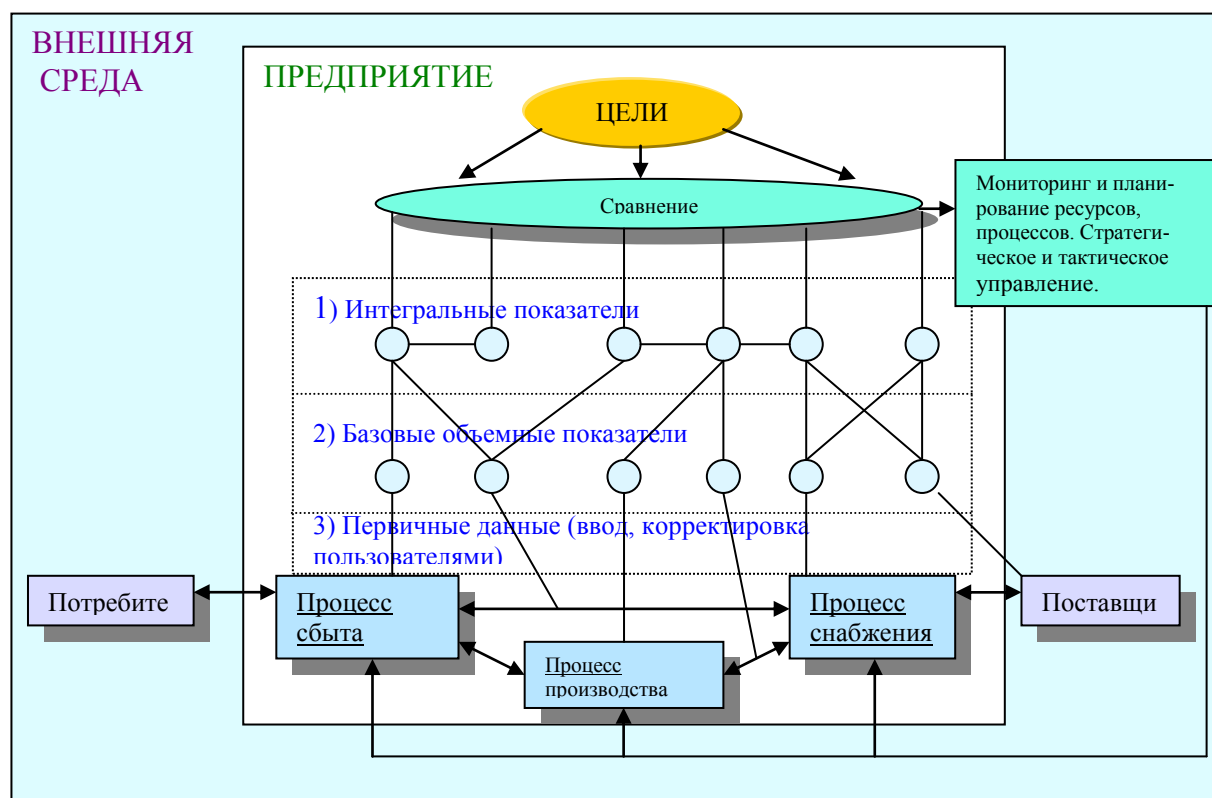 ВНЕШНЯЯ
СРЕДА
ПРЕДПРИЯТИЕ
ЦЕЛИ
Сравнение
Мониторинг и плани-
рование ресурсов,
процессов. Стратеги-
ческое и тактическое
управление.
1) Интегральные показатели
2) Базовые объемные показатели
3) Первичные данные (ввод, корректировка
пользователями)
Потребите
Процесс
сбыта
Процесс
снабжения
Поставщи
Процесс
производства